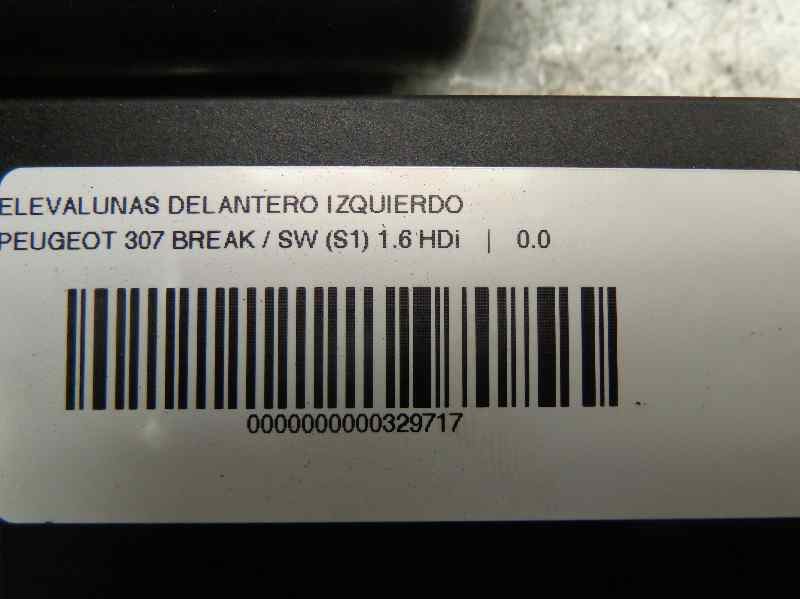 ELEVALUNAS DELANTERO IZQUIERDO
PEUGEOT 307 BREAK / SW (S1) 1.6 HDi | 0.0
0000000000329717